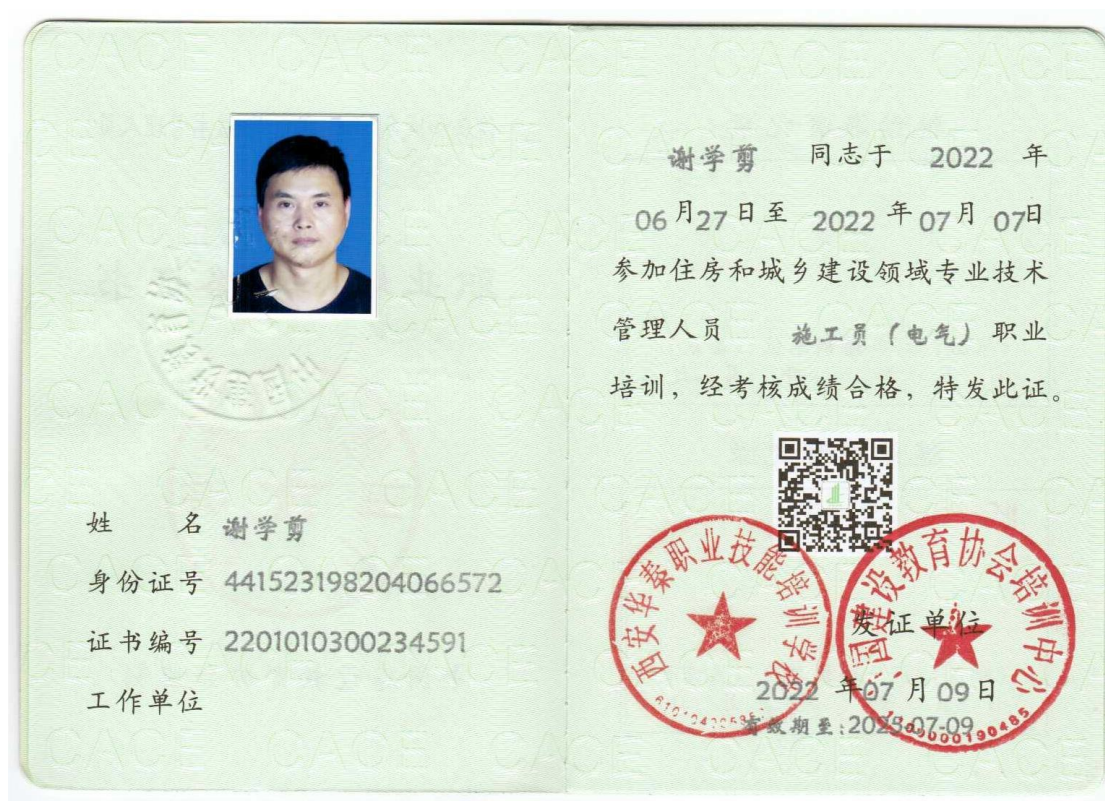 姓 名 谢学剪
身份证号 441523198204066572
证书编号 2201010300234591
工作单位
谢学剪 同志于 2022 年
06月27日至 2022年07月07日
参加住房和城乡建设领域专业技术
管理人员 施工员（电气）职业
培训，经考核成绩合格，特发此证。
西安华泰职业技能培训学校
国建设教育协会培训中心
1100000190485
发证单位
2022 年07月09日
有效期至：2025-07-09
CACE